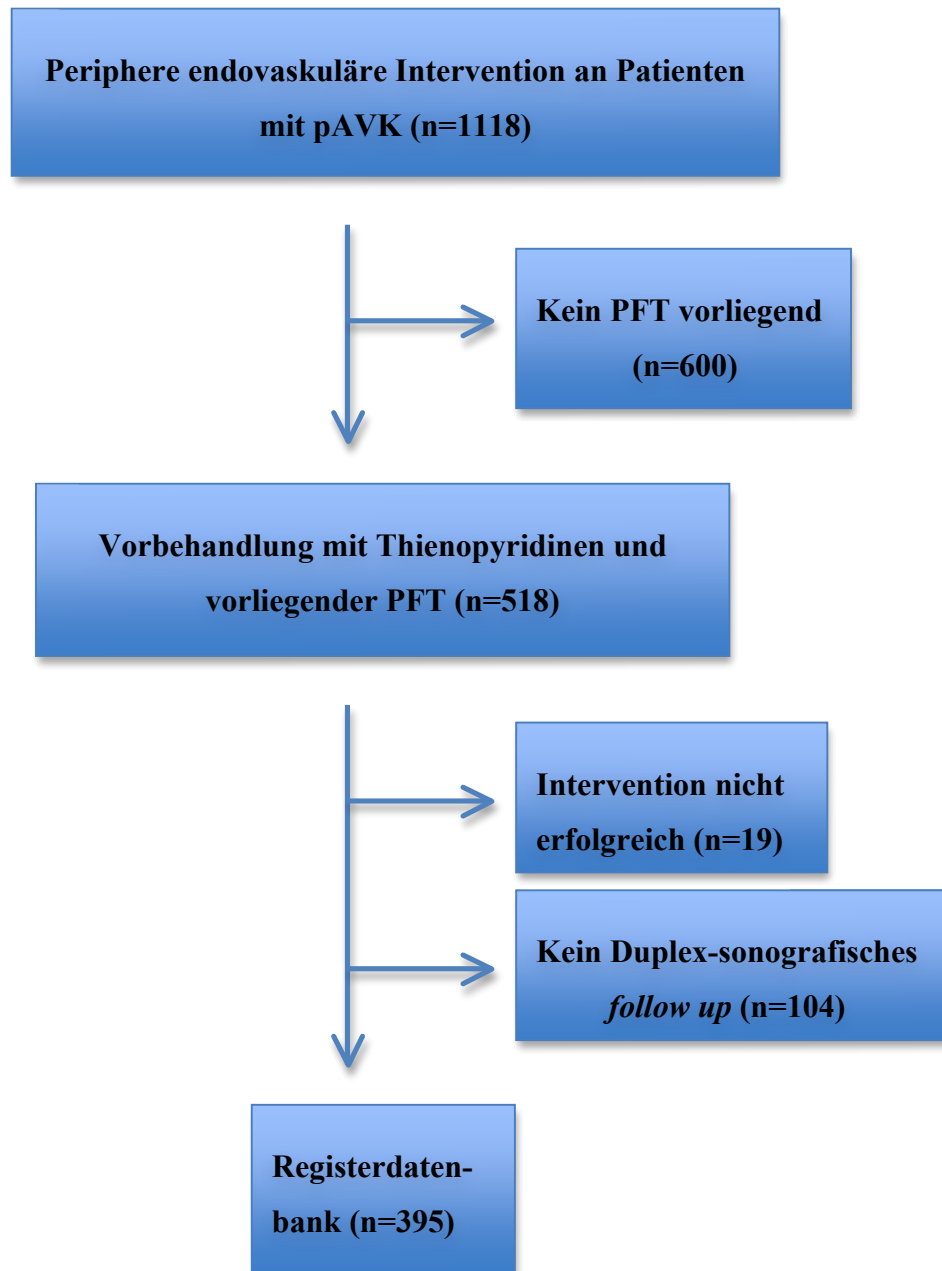 Periphere endovaskuläre Intervention an Patienten
mit pAVK (n=1118)
Kein PFT vorliegend
(n=600)
Vorbehandlung mit Thienopyridinen und
vorliegender PFT (n=518)
Intervention nicht
erfolgreich (n=19)
Kein Duplex-sonografisches
follow up (n=104)
Registerdaten-
bank (n=395)